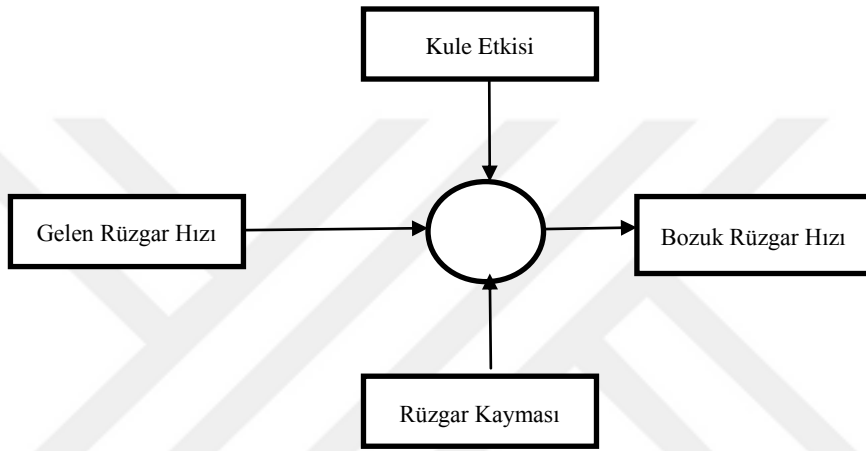 Kule Etkisi
Gelen Rüzgar Hızı
Bozuk Rüzgar Hızı
Rüzgar Kayması